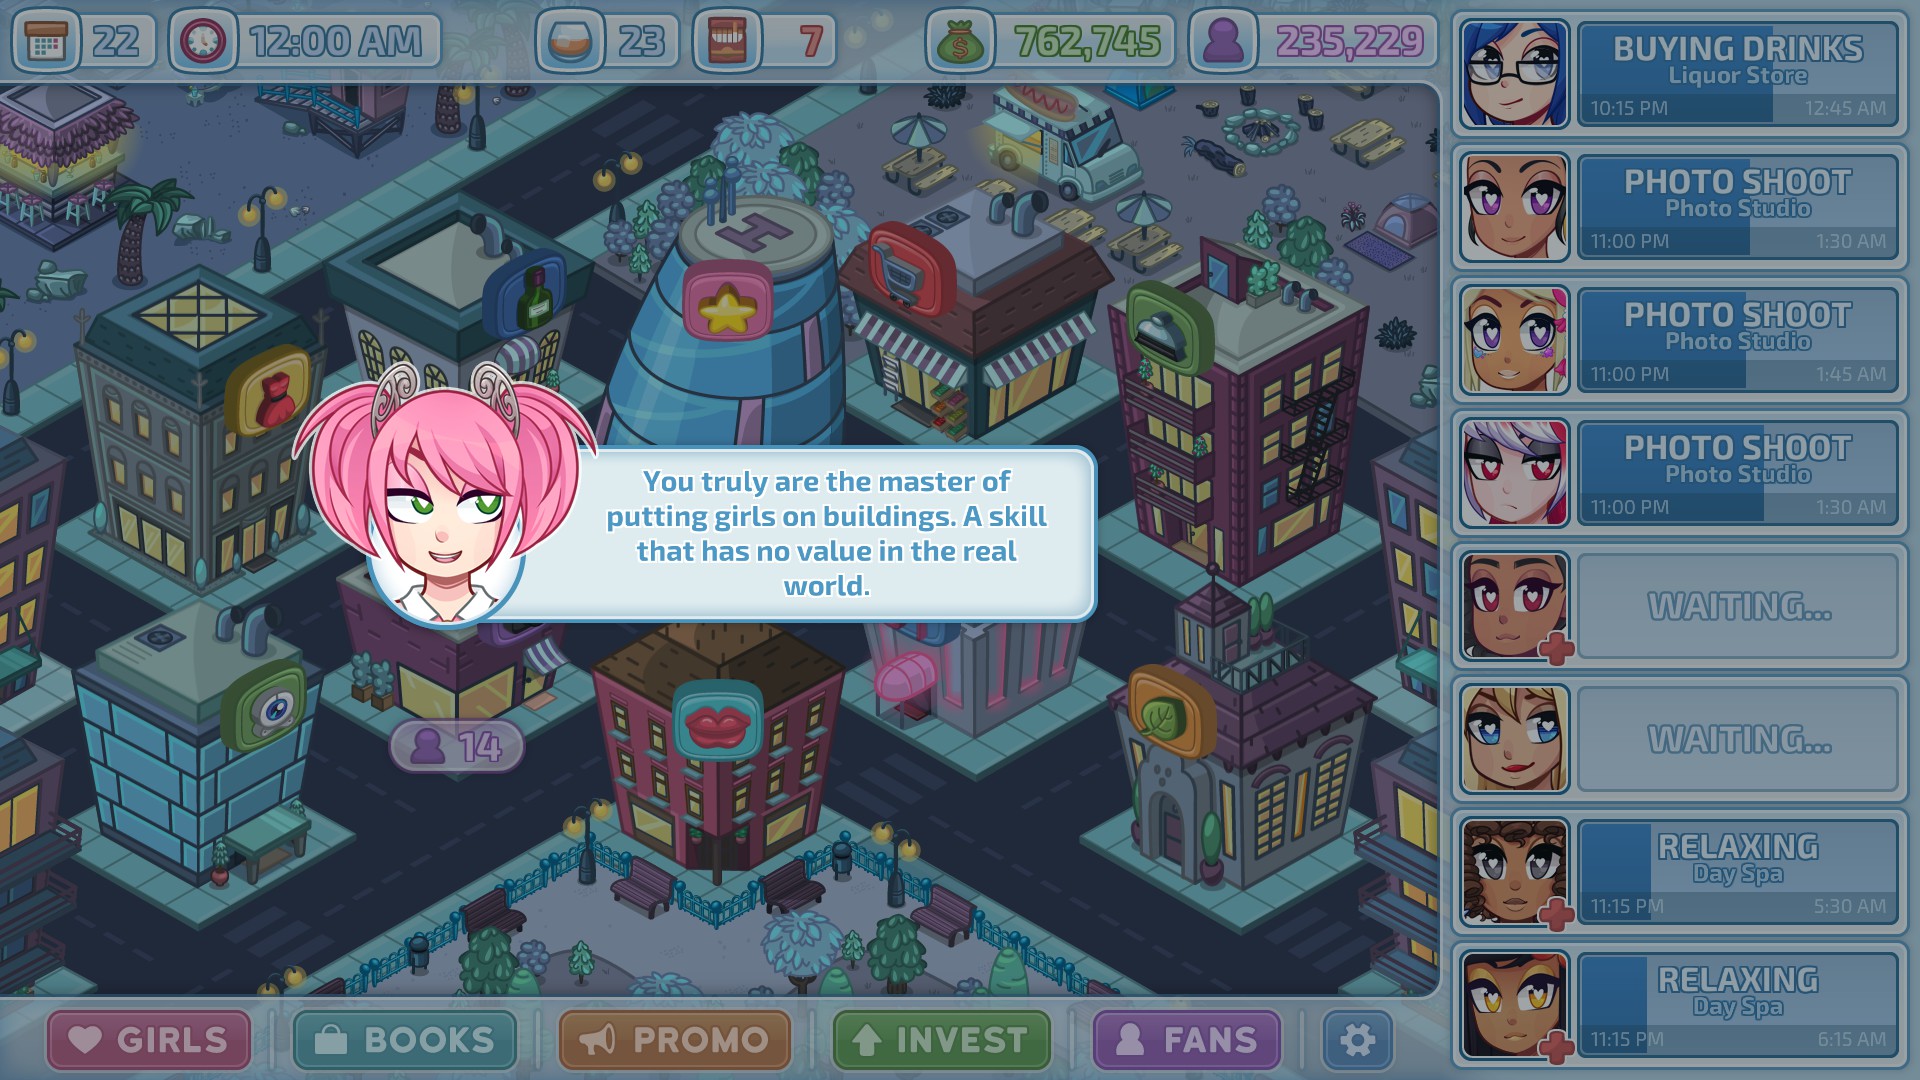 22
12:00 AM
23
7
762,745
235,229
BUYING DRINKS
Liquor Store
10:15 PM
12:45 AM
PHOTO SHOOT
Photo Studio
11:00 PM
1:30 AM
PHOTO SHOOT
Photo Studio
11:00 PM
1:45 AM
PHOTO SHOOT
Photo Studio
11:00 PM
1:30 AM
WAITING...
WAITING...
RELAXING
Day Spa
11:15 PM
5:30 AM
RELAXING
Day Spa
11:15 PM
6:15 AM
H
You truly are the master of
putting girls on buildings. A skill
that has no value in the real
world.
14
GIRLS
BOOKS
PROMO
INVEST
FANS